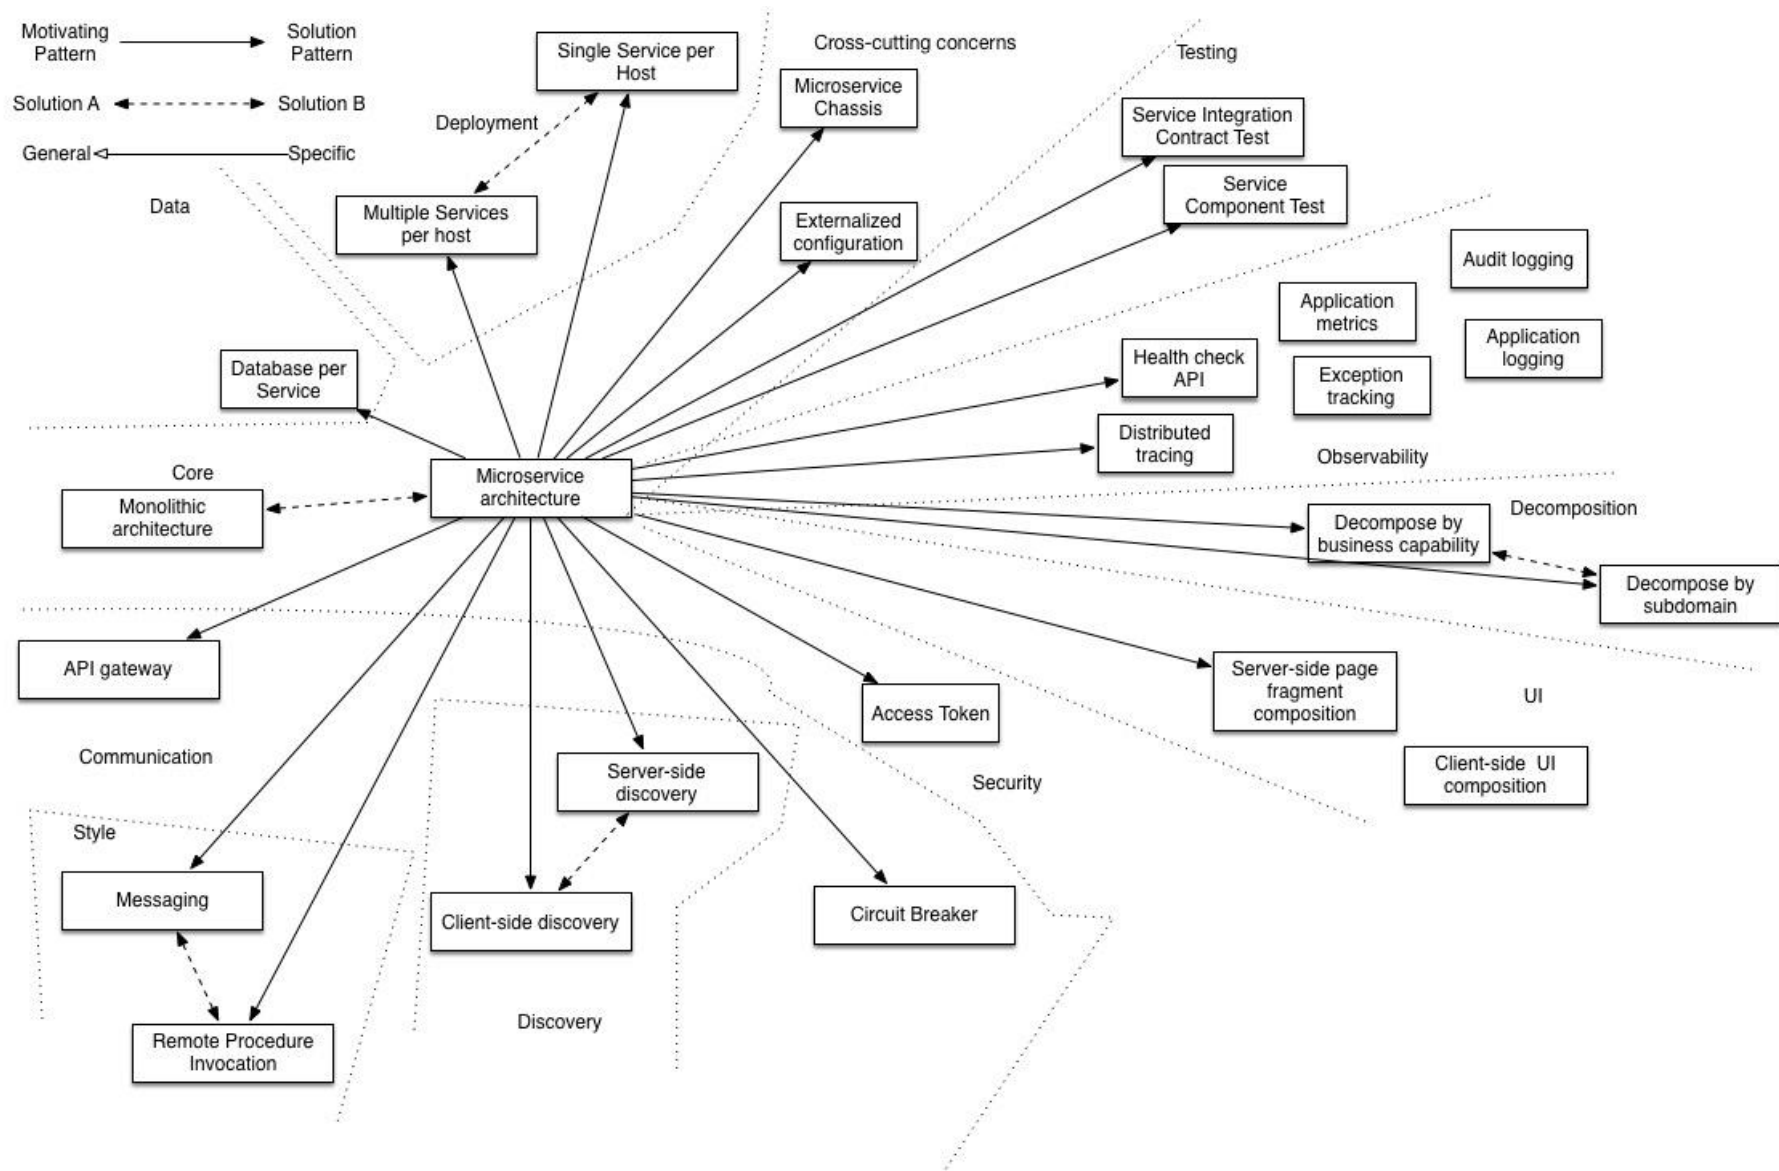 Motivating
Pattern
Solution
Pattern
Solution A
Solution B
General
Specific
Data
Deployment
Single Service per
Host
Multiple Services
per host
Cross-cutting concerns
Microservice
Chassis
Externalized
configuration
Testing
Service Integration
Contract Test
Service
Component Test
Audit logging
Application
metrics
Application
logging
Health check
API
Exception
tracking
Distributed
tracing
Observability
Database per
Service
Core
Monolithic
architecture
Microservice
architecture
Decomposition
Decompose by
business capability
Decompose by
subdomain
API gateway
Server-side page
fragment
composition
UI
Client-side UI
composition
Access Token
Security
Communication
Server-side
discovery
Style
Messaging
Client-side discovery
Circuit Breaker
Discovery
Remote Procedure
Invocation